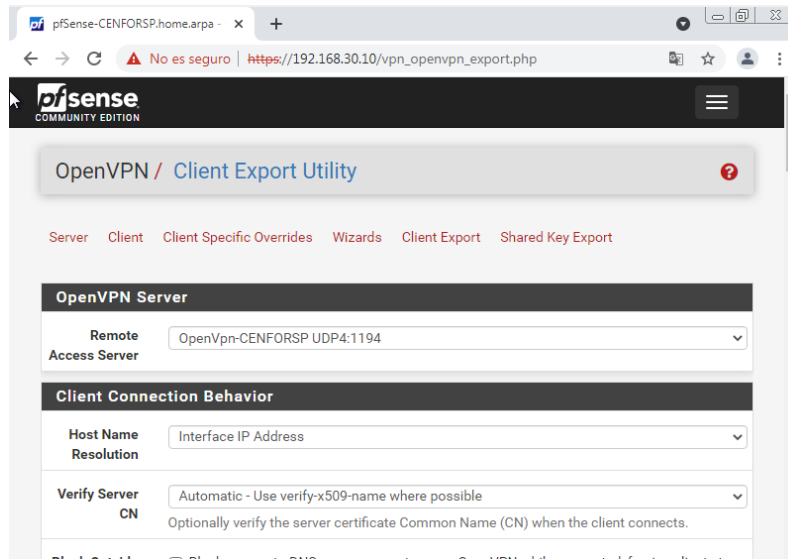 pfSense-CENFORSP.home.arpa -
No es seguro | https://192.168.30.10/vpn_openvpn_export.php
pfsense
COMMUNITY EDITION
OpenVPN / Client Export Utility
Server Client Client Specific Overrides Wizards Client Export Shared Key Export
OpenVPN Server
Remote Access Server
OpenVpn-CENFORSP UDP4:1194
Client Connection Behavior
Host Name Resolution
Interface IP Address
Verify Server CN
Automatic - Use verify-x509-name where possible
Optionally verify the server certificate Common Name (CN) when the client connects.